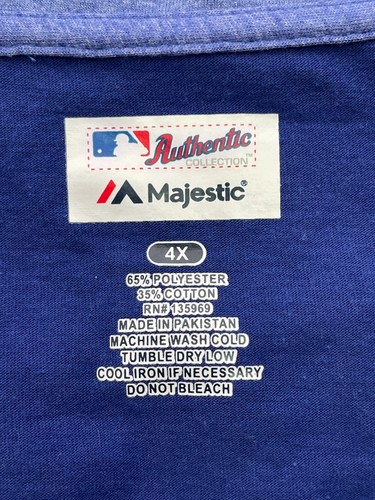 Authentic
COLLECTION™
Majestic®
4X
65% POLYESTER
35% COTTON
RN# 135969
MADE IN PAKISTAN
MACHINE WASH COLD
TUMBLE DRY LOW
COOL IRON IF NECESSARY
DO NOT BLEACH